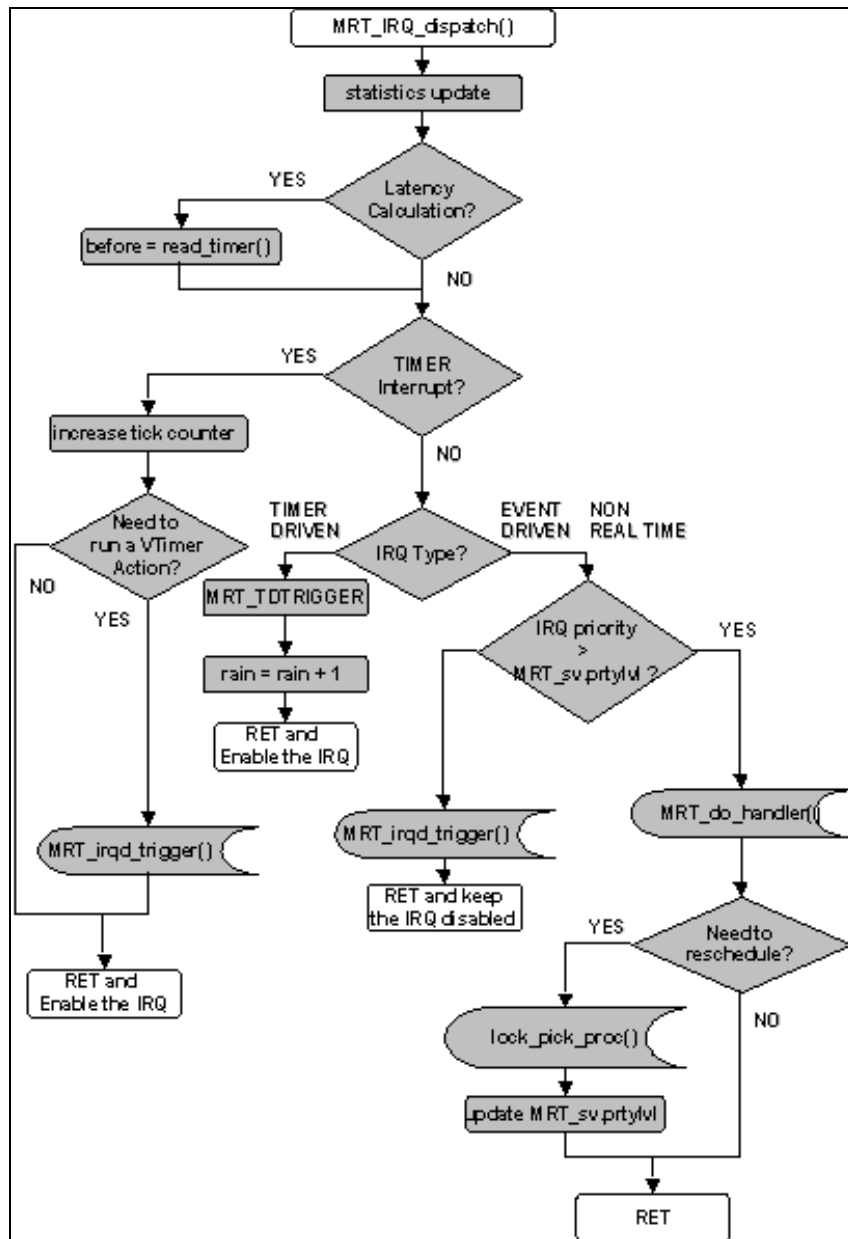 MRT_IRQ_dispatch()
statistics update
YES
Latency
Calculation?
before = read_timer()
NO
YES
TIMER
Interrupt?
increase tick counter
NO
TIMER
DRIVEN
EVENT
DRIVEN
NON
REAL TIME
Need to
run a VTimer
Action?
IRQ Type?
NO
MRT_TDTRIGGER
YES
IRQ priority
>
MRT_sv.prtylvl ?
YES
rain = rain + 1
RET and
Enable the IRQ
MRT_irqd_trigger()
MRT_irqd_trigger()
MRT_do_handler()
RET and keep
the IRQ disabled
YES
Need to
reschedule?
RET and
Enable the IRQ
NO
lock_pick_proc()
update MRT_sv.prtylvl
RET